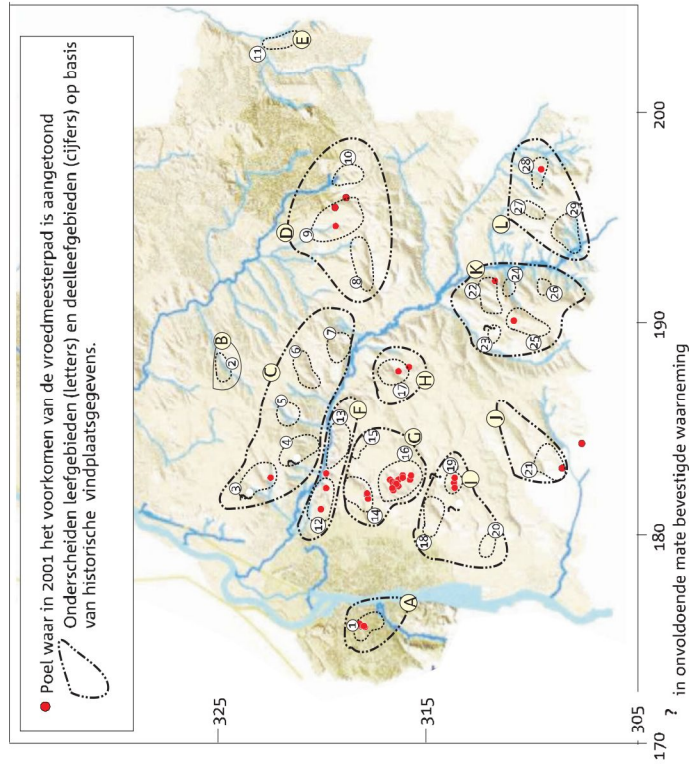 Poel waar in 2001 het voorkomen van de vroedmeesterpad is aangetoond
Onderscheiden leefgebieden (letters) en deelleefgebieden (cijfers) op basis
van historische vindplaatsgegevens.
11
E
B
2
D
10
9
8
C
7
6
5
4
?
3
?
13
F
12
15
G
16
14
17
H
19
I
18
?
20
1
A
J
21
K
22
24
?
23
25
26
L
28
27
29
325
315
305
170
180
190
200
? in onvoldoende mate bevestigde waarneming